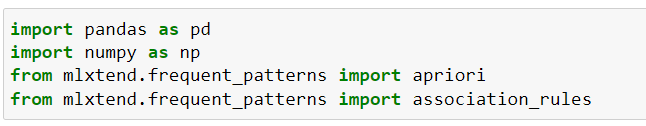 import pandas as pd
import numpy as np
from mlxtend.frequent_patterns import apriori
from mlxtend.frequent_patterns import association_rules